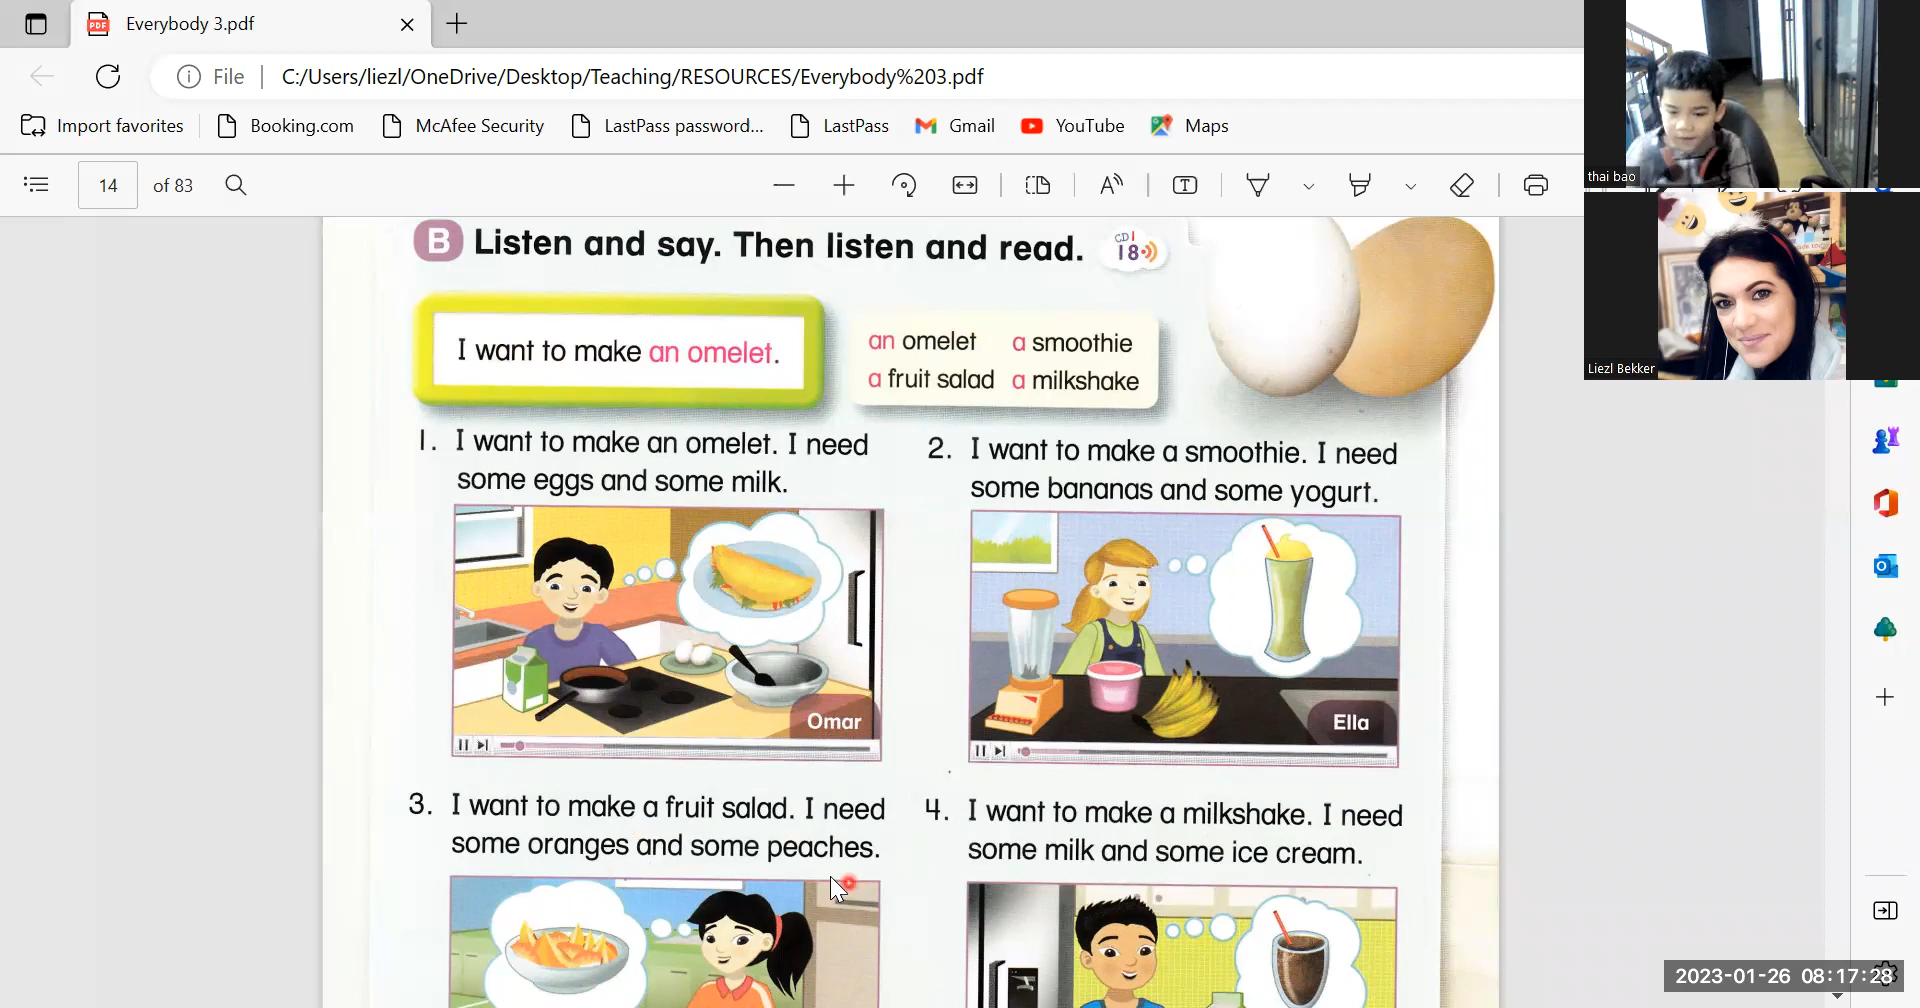 Everybody 3.pdf
File C:/Users/liezl/OneDrive/Desktop/Teaching/RESOURCES/Everybody%203.pdf
Import favorites Booking.com McAfee Security LastPass password... LastPass Gmail YouTube Maps
14 of 83
thai bao
Liezl Bekker
B Listen and say. Then listen and read. CD1 18
I want to make an omelet.
an omelet a smoothie
a fruit salad a milkshake
1. I want to make an omelet. I need
some eggs and some milk.
Omar
2. I want to make a smoothie. I need
some bananas and some yogurt.
Ella
3. I want to make a fruit salad. I need
some oranges and some peaches.
4. I want to make a milkshake. I need
some milk and some ice cream.
2023-01-26 08:17:28